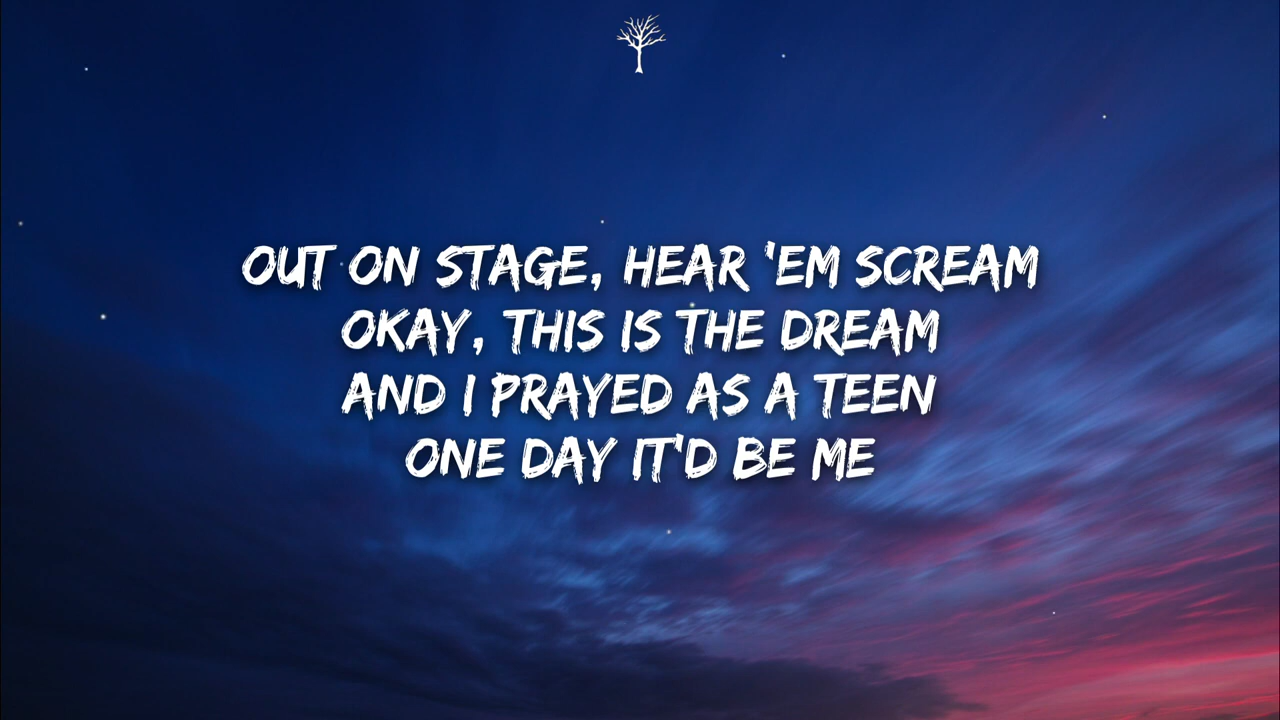 OUT ON STAGE, HEAR 'EM SCREAM
OKAY, THIS IS THE DREAM
AND I PRAYED AS A TEEN
ONE DAY IT'D BE ME